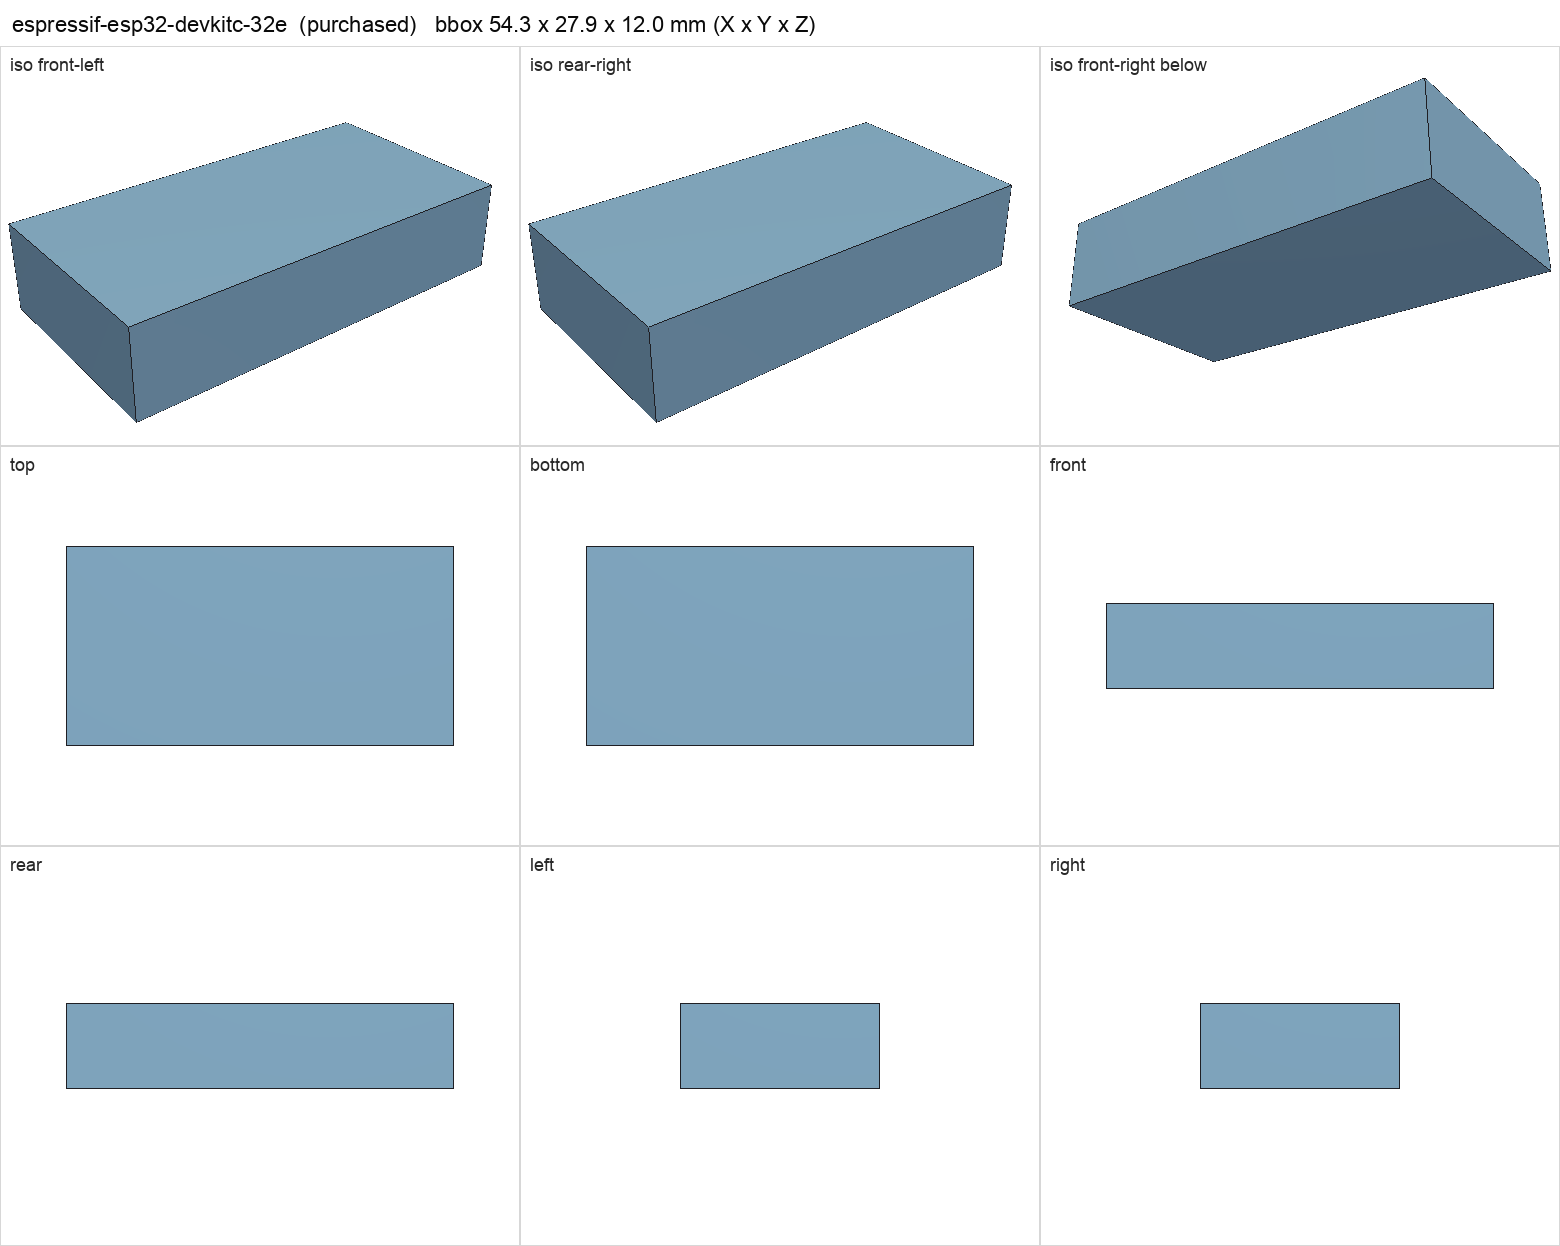 espressif-esp32-devkitc-32e  (purchased)   bbox 54.3 x 27.9 x 12.0 mm (X x Y x Z)
iso front-left
iso rear-right
iso front-right below
top
bottom
front
rear
left
right